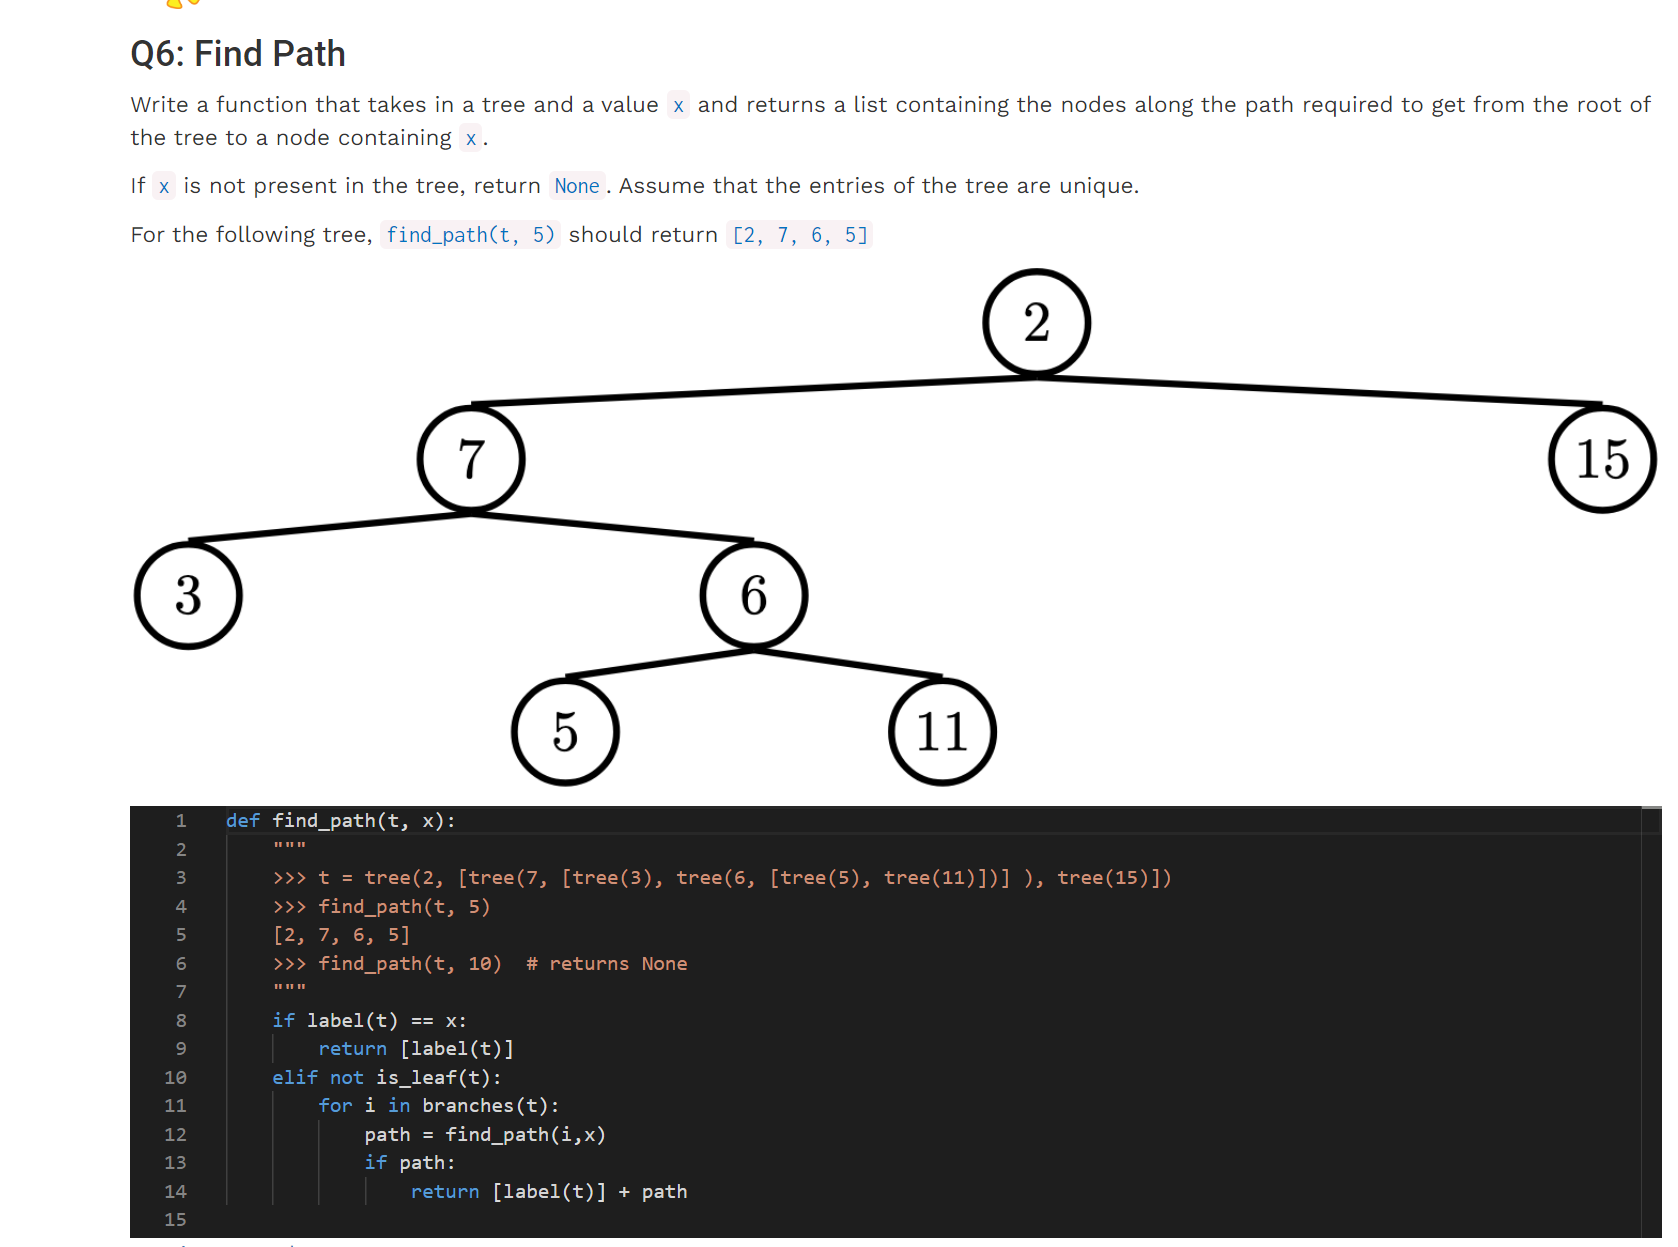 Q6: Find Path
Write a function that takes in a tree and a value x and returns a list containing the nodes along the path required to get from the root of
the tree to a node containing x.
If x is not present in the tree, return None. Assume that the entries of the tree are unique.
For the following tree, find_path(t, 5) should return [2, 7, 6, 5]
2
7 15
3 6
5 11
1 def find_path(t, x):
2     """
3     >>> t = tree(2, [tree(7, [tree(3), tree(6, [tree(5), tree(11)])] ), tree(15)])
4     >>> find_path(t, 5)
5     [2, 7, 6, 5]
6     >>> find_path(t, 10)  # returns None
7     """
8     if label(t) == x:
9         return [label(t)]
10     elif not is_leaf(t):
11         for i in branches(t):
12             path = find_path(i,x)
13             if path:
14                 return [label(t)] + path
15